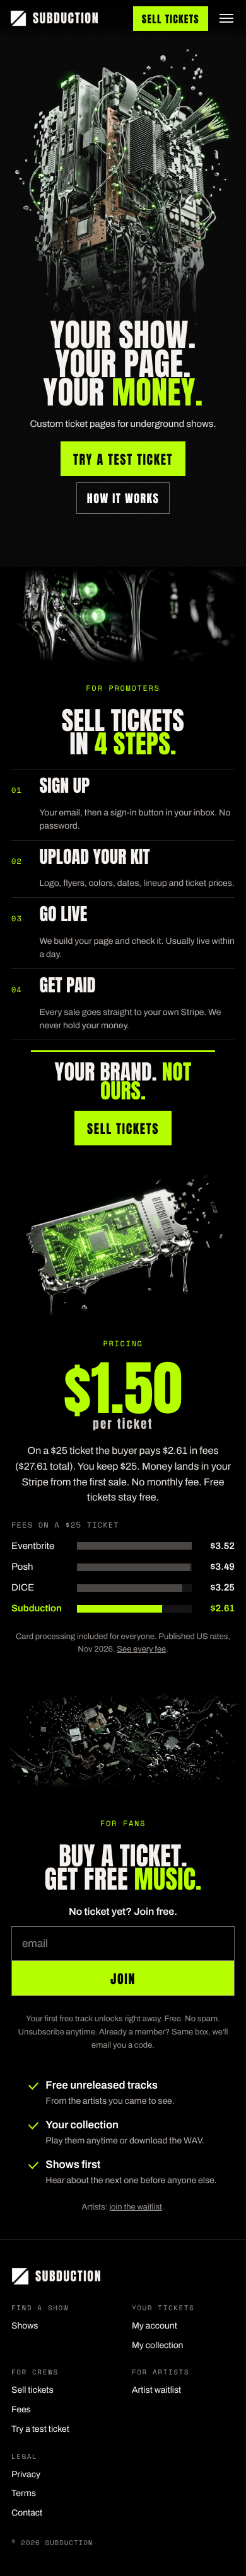 SUBDUCTION
SELL TICKETS
YOUR SHOW.
YOUR PAGE.
YOUR MONEY.
Custom ticket pages for underground shows.
TRY A TEST TICKET
HOW IT WORKS
FOR PROMOTERS
SELL TICKETS
IN 4 STEPS.
01
SIGN UP
Your email, then a sign-in button in your inbox. No
password.
02
UPLOAD YOUR KIT
Logo, flyers, colors, dates, lineup and ticket prices.
03
GO LIVE
We build your page and check it. Usually live within
a day.
04
GET PAID
Every sale goes straight to your own Stripe. We
never hold your money.
YOUR BRAND. NOT
OURS.
SELL TICKETS
PRICING
$1.50
per ticket
On a $25 ticket the buyer pays $2.61 in fees
($27.61 total). You keep $25. Money lands in your
Stripe from the first sale. No monthly fee. Free
tickets stay free.
FEES ON A $25 TICKET
Eventbrite $3.52
Posh $3.49
DICE $3.25
Subduction $2.61
Card processing included for everyone. Published US rates,
Nov 2026. See every fee.
FOR FANS
BUY A TICKET.
GET FREE MUSIC.
No ticket yet? Join free.
email
JOIN
Your first free track unlocks right away. Free. No spam.
Unsubscribe anytime. Already a member? Same box, we'll
email you a code.
Free unreleased tracks
From the artists you came to see.
Your collection
Play them anytime or download the WAV.
Shows first
Hear about the next one before anyone else.
Artists: join the waitlist.
SUBDUCTION
FIND A SHOW
Shows
YOUR TICKETS
My account
My collection
FOR CREWS
Sell tickets
Fees
Try a test ticket
FOR ARTISTS
Artist waitlist
LEGAL
Privacy
Terms
Contact
© 2026 SUBDUCTION